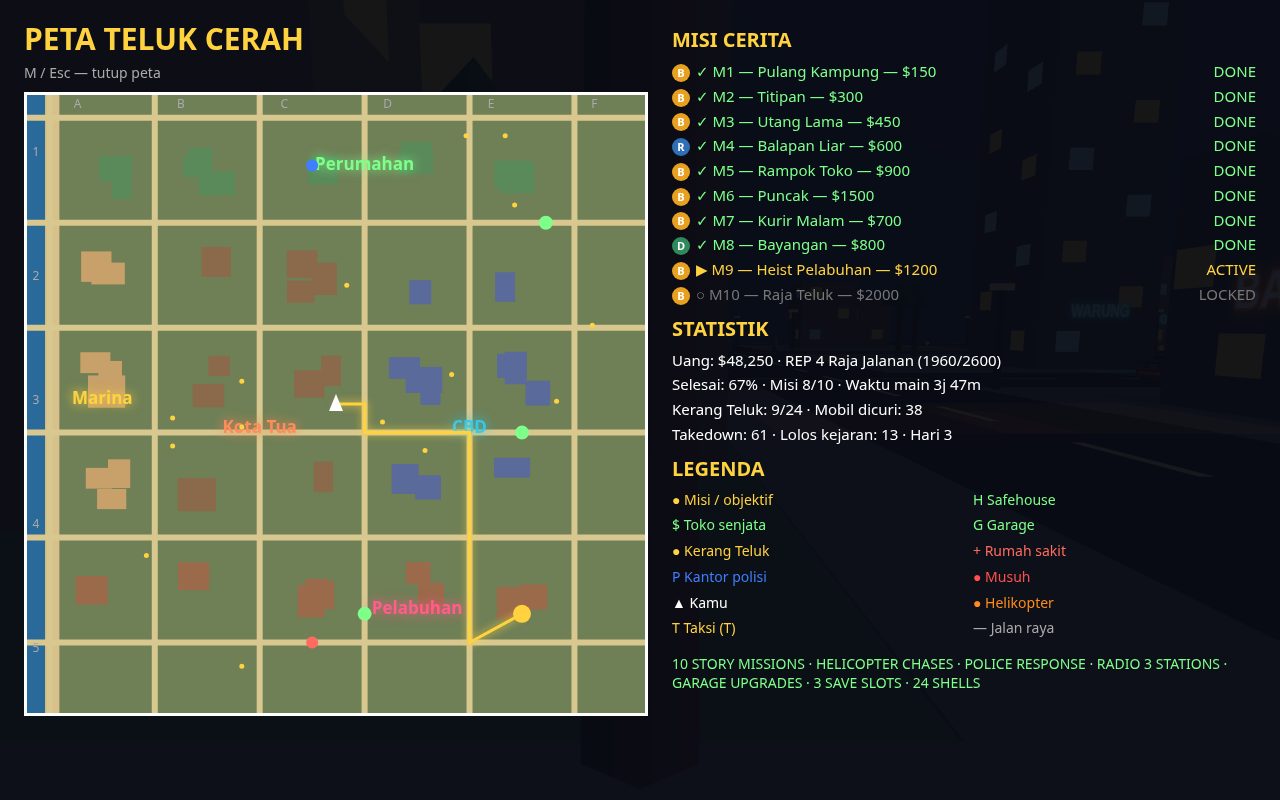 PETA TELUK CERAH
M / Esc — tutup peta
A B C D E F
1
Perumahan
2
3
Marina
Kota Tua
CBD
4
Pelabuhan
5
MISI CERITA
B ✓ M1 — Pulang Kampung — $150 DONE
B ✓ M2 — Titipan — $300 DONE
B ✓ M3 — Utang Lama — $450 DONE
R ✓ M4 — Balapan Liar — $600 DONE
B ✓ M5 — Rampok Toko — $900 DONE
B ✓ M6 — Puncak — $1500 DONE
B ✓ M7 — Kurir Malam — $700 DONE
D ✓ M8 — Bayangan — $800 DONE
B ▶ M9 — Heist Pelabuhan — $1200 ACTIVE
B ○ M10 — Raja Teluk — $2000 LOCKED
WARUNG
BA
STATISTIK
Uang: $48,250 · REP 4 Raja Jalanan (1960/2600)
Selesai: 67% · Misi 8/10 · Waktu main 3j 47m
Kerang Teluk: 9/24 · Mobil dicuri: 38
Takedown: 61 · Lolos kejaran: 13 · Hari 3
LEGENDA
● Misi / objektif H Safehouse
$ Toko senjata G Garage
● Kerang Teluk + Rumah sakit
P Kantor polisi ● Musuh
▲ Kamu ● Helikopter
T Taksi (T) — Jalan raya
10 STORY MISSIONS · HELICOPTER CHASES · POLICE RESPONSE · RADIO 3 STATIONS ·
GARAGE UPGRADES · 3 SAVE SLOTS · 24 SHELLS